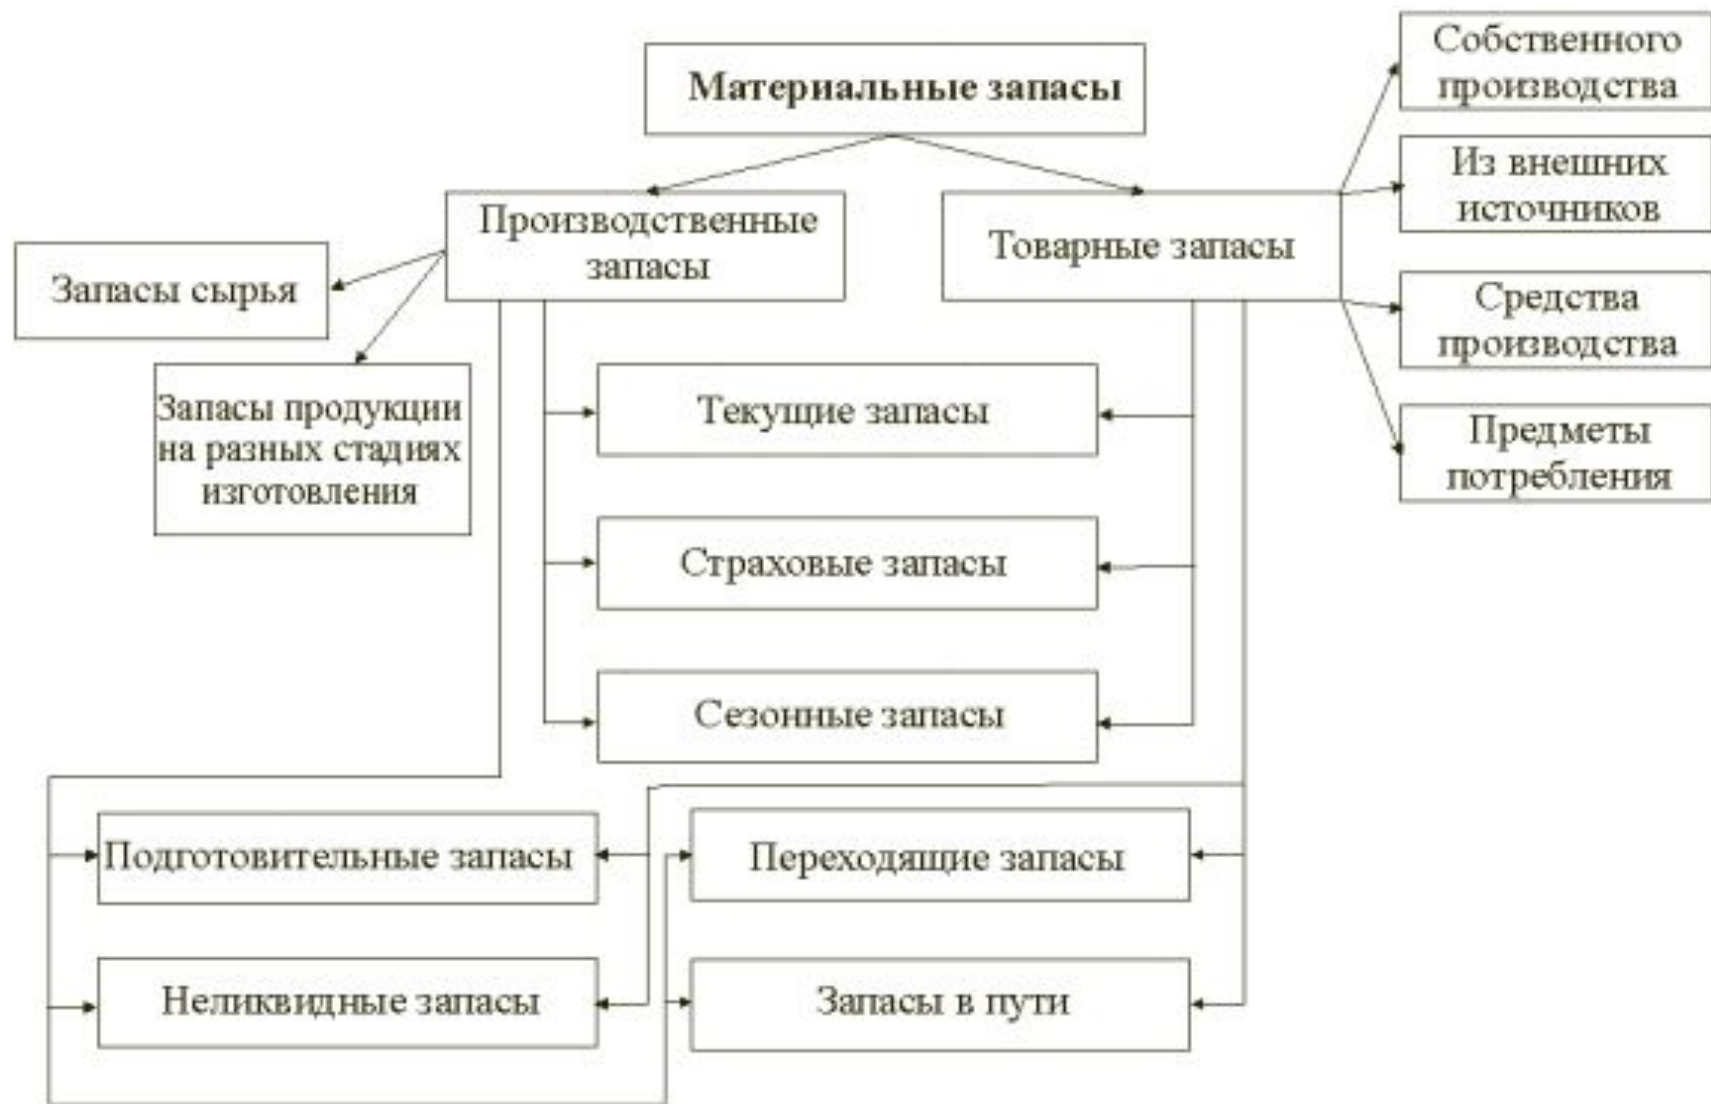 Материальные запасы
Собственного
производства
Из внешних
источников
Производственные
запасы
Товарные запасы
Запасы сырья
Средства
производства
Запасы продукции
на разных стадиях
изготовления
Текущие запасы
Предметы
потребления
Страховые запасы
Сезонные запасы
Подготовительные запасы
Переходящие запасы
Неликвидные запасы
Запасы в пути